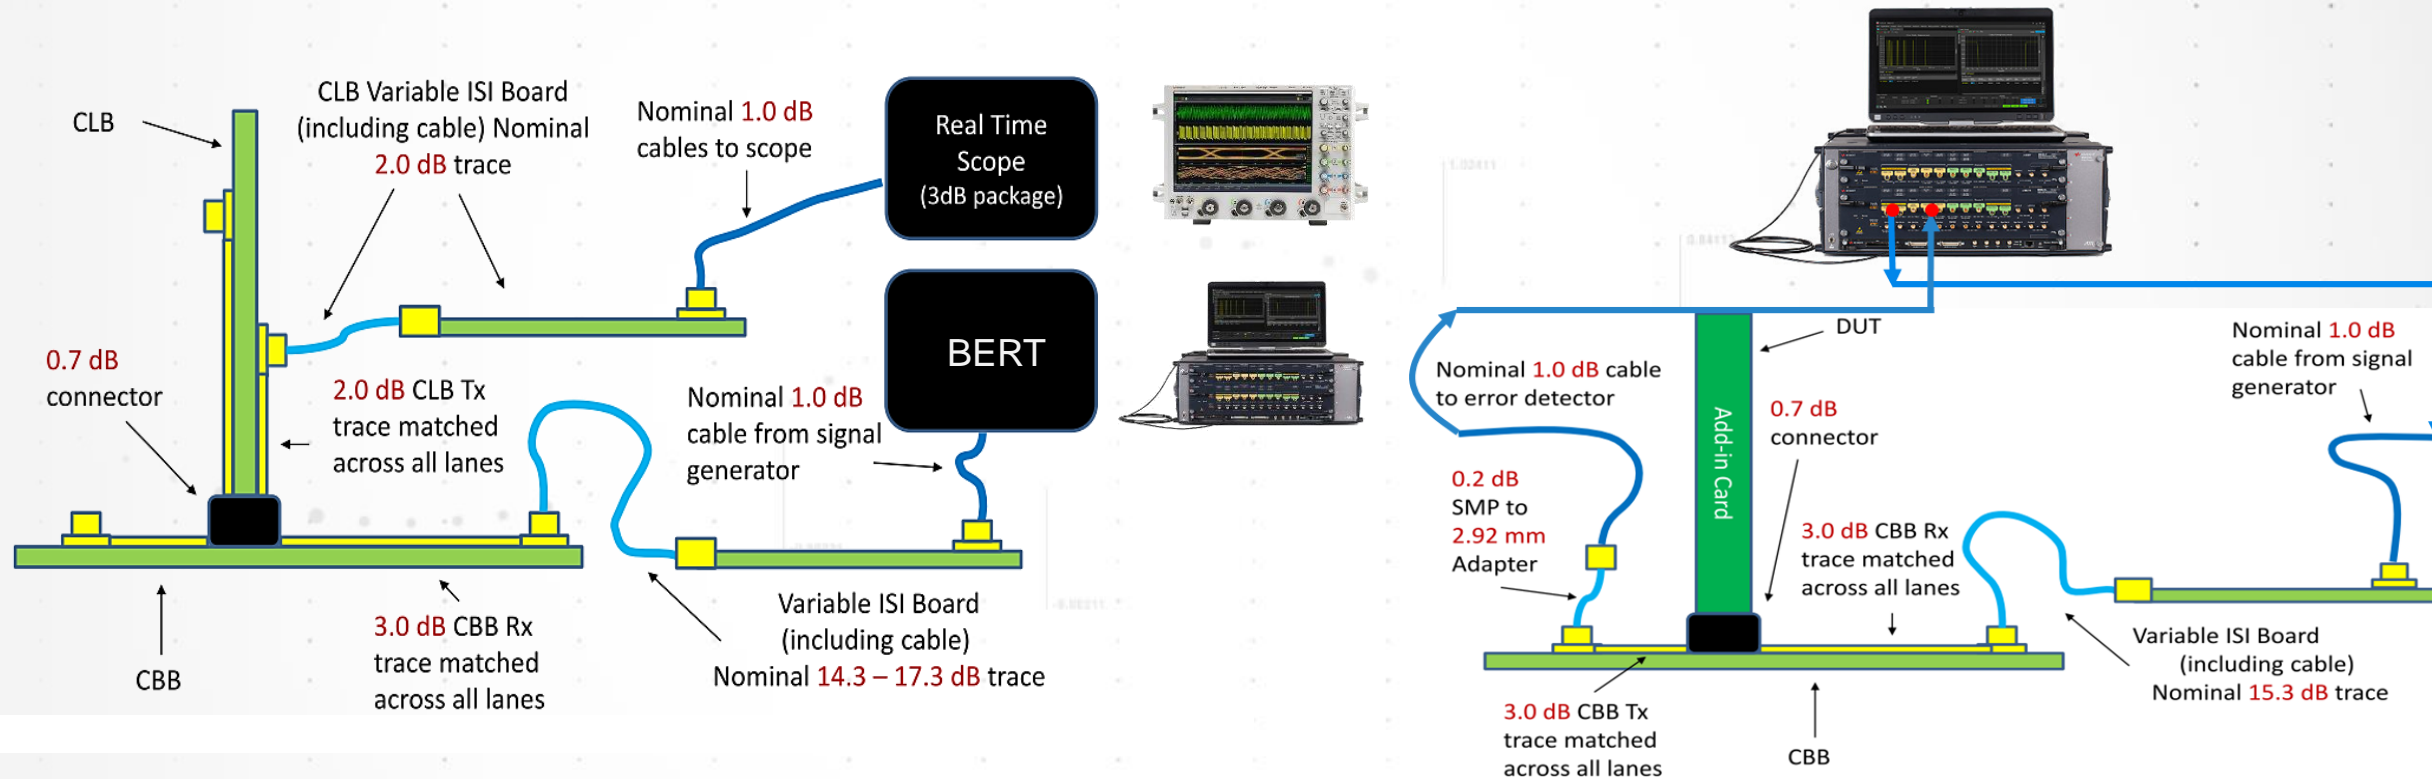 CLB
CLB Variable ISI Board
(including cable) Nominal
2.0 dB trace
Nominal 1.0 dB
cables to scope
Real Time
Scope
(3dB package)
0.7 dB
connector
2.0 dB CLB Tx
trace matched
across all lanes
Nominal 1.0 dB
cable from signal
generator
BERT
CBB
3.0 dB CBB Rx
trace matched
across all lanes
Variable ISI Board
(including cable)
Nominal 14.3 – 17.3 dB trace
DUT
Nominal 1.0 dB cable
to error detector
Add-in Card
0.7 dB
connector
Nominal 1.0 dB
cable from signal
generator
0.2 dB
SMP to
2.92 mm
Adapter
3.0 dB CBB Rx
trace matched
across all lanes
Variable ISI Board
(including cable)
Nominal 15.3 dB trace
3.0 dB CBB Tx
trace matched
across all lanes
CBB